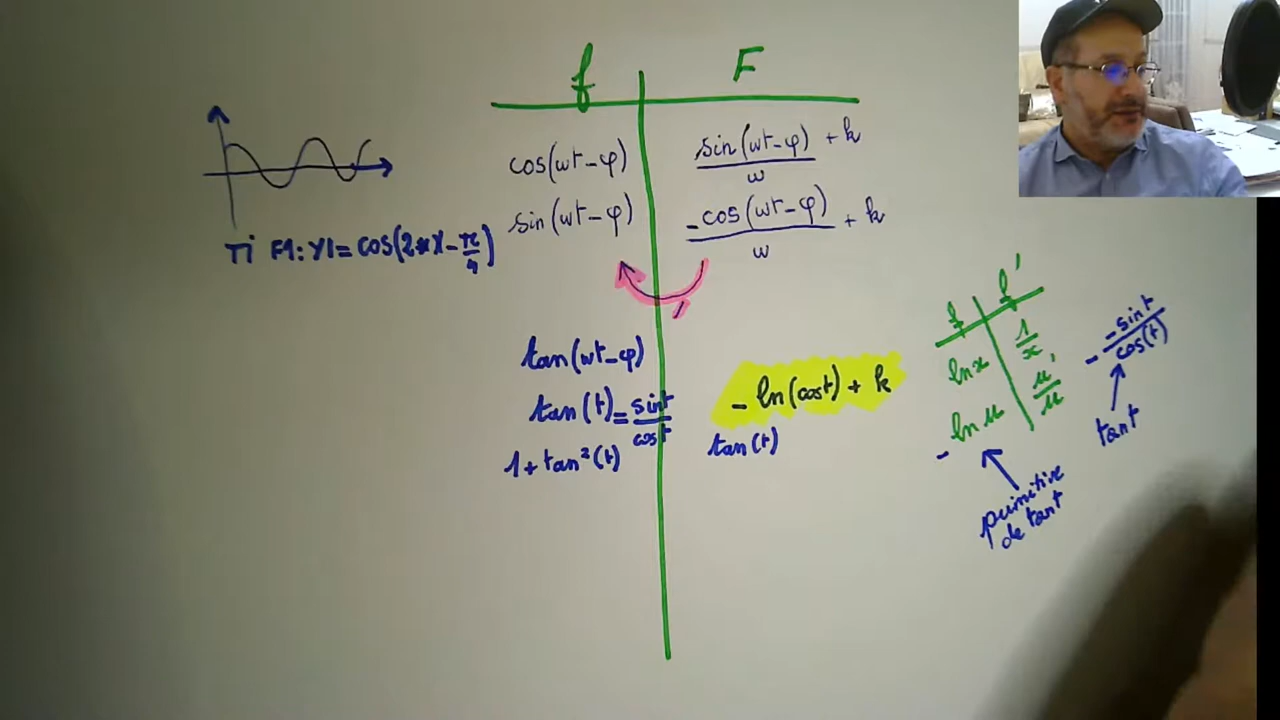 f F
cos(ωt-φ) sin(ωt-φ)/ω + k
sin(ωt-φ) -cos(ωt-φ)/ω + k
Ti F1: Y1 = cos(2*X - π/4)
tan(ωt-φ)
tan(t) = sint/cost -ln(cost) + k
1 + tan²(t) tan(t)
f f'
ln x 1/x
-ln u u'/u
primitive
de tant
- -sint/cos(t)
tant